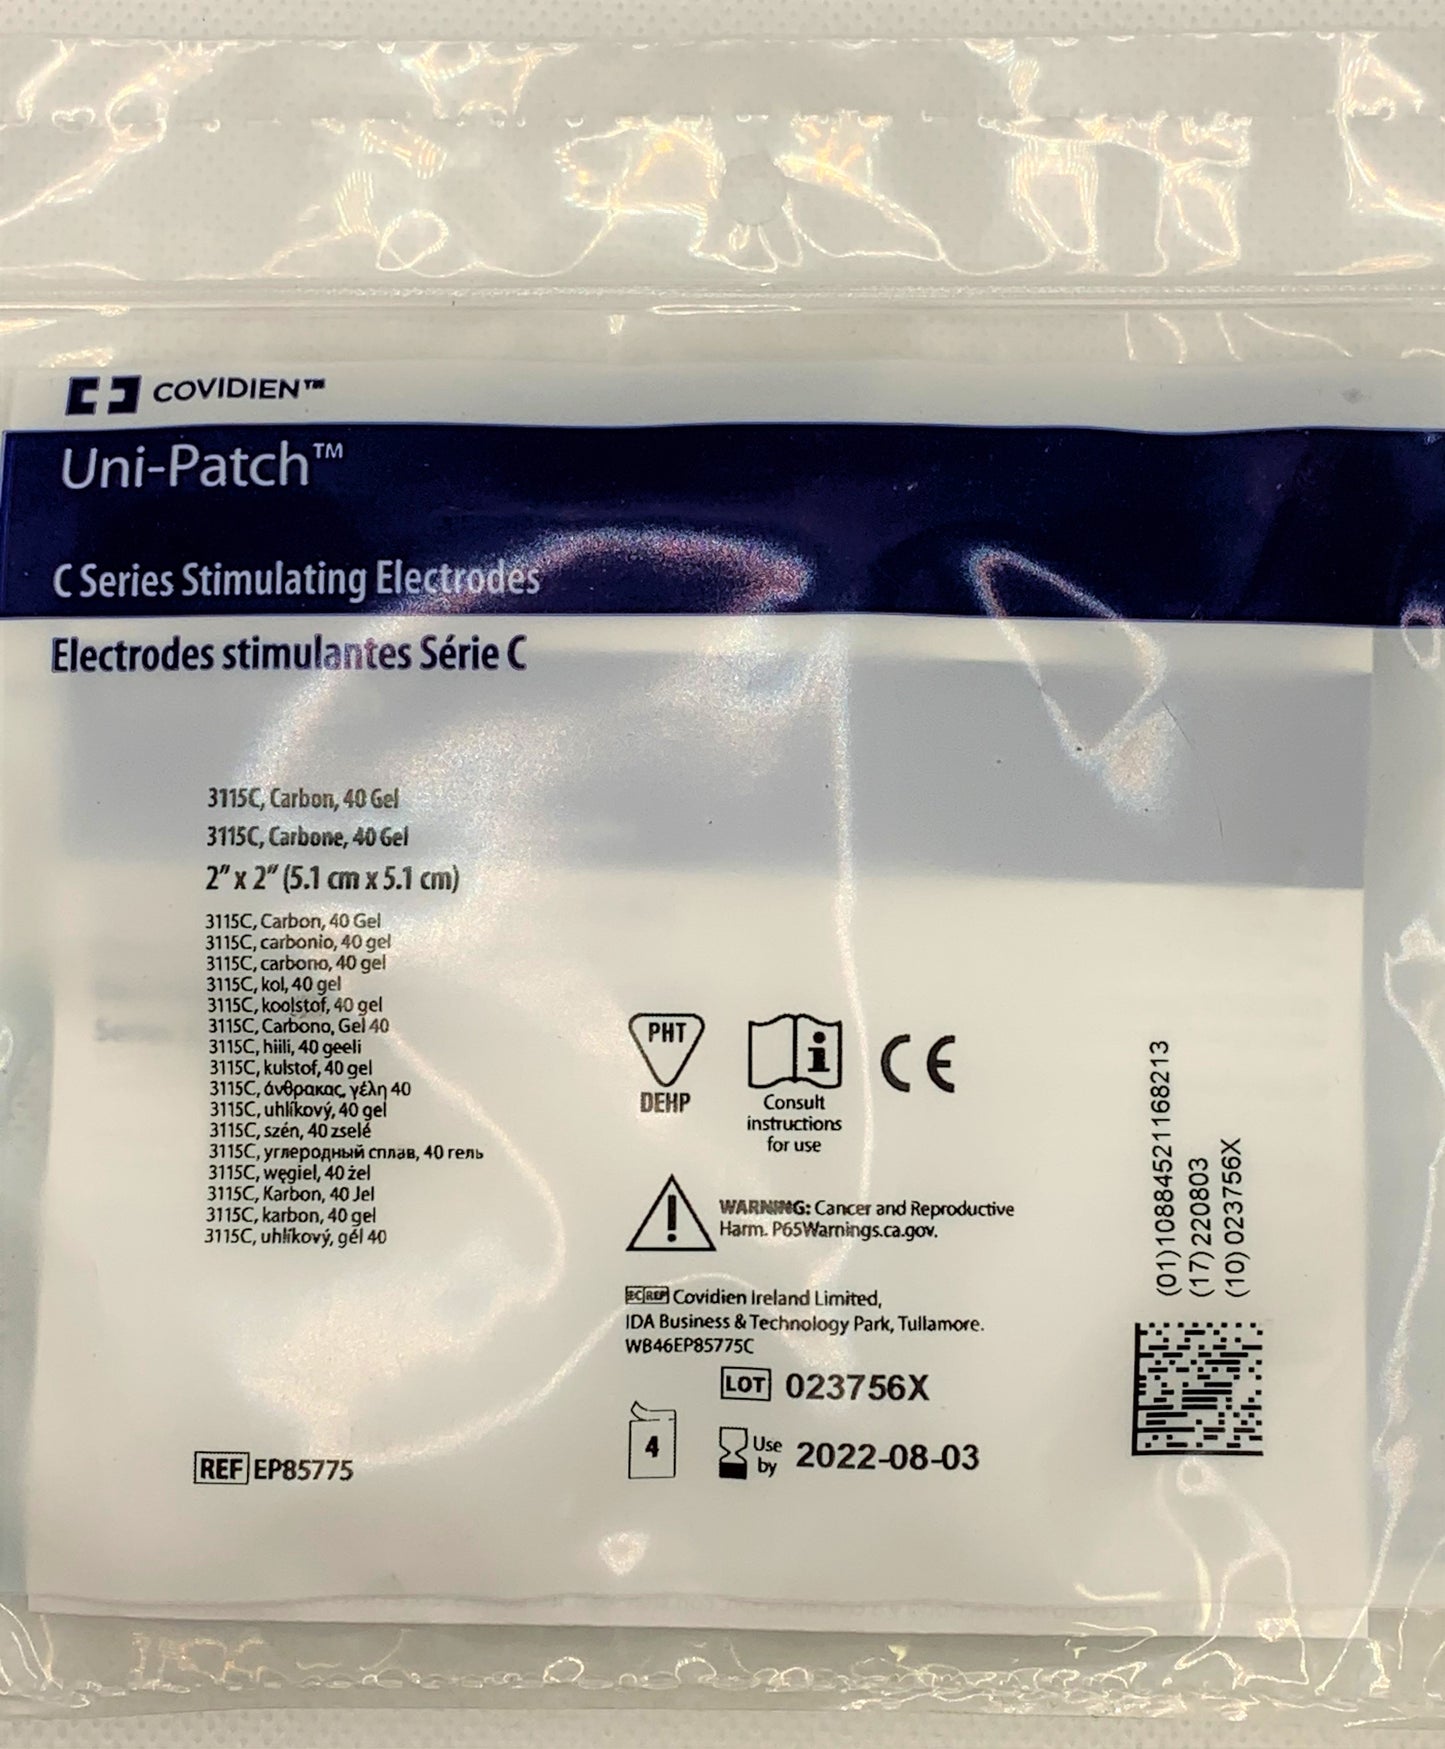 COVIDIEN™
Uni-Patch™
C Series Stimulating Electrodes
Electrodes stimulantes Série C
3115C, Carbon, 40 Gel
3115C, Carbone, 40 Gel
2" x 2" (5.1 cm x 5.1 cm)
3115C, Carbon, 40 Gel
3115C, carbonio, 40 gel
3115C, carbono, 40 gel
3115C, kol, 40 gel
3115C, koolstof, 40 gel
3115C, Carbono, Gel 40
3115C, hiili, 40 geeli
3115C, kulstof, 40 gel
3115C, άνθρακας, γέλη 40
3115C, uhlíkový, 40 gel
3115C, szén, 40 zselé
3115C, углеродный сплав, 40 гель
3115C, węgiel, 40 żel
3115C, Karbon, 40 Jel
3115C, karbon, 40 gel
3115C, uhlíkový, gél 40
REF EP85775
PHT
DEHP
Consult
instructions
for use
CE
WARNING: Cancer and Reproductive
Harm. P65Warnings.ca.gov.
EC REP Covidien Ireland Limited,
IDA Business & Technology Park, Tullamore.
WB46EP85775C
LOT 023756X
4
Use
by 2022-08-03
(01)10884521168213
(17)220803
(10)023756X